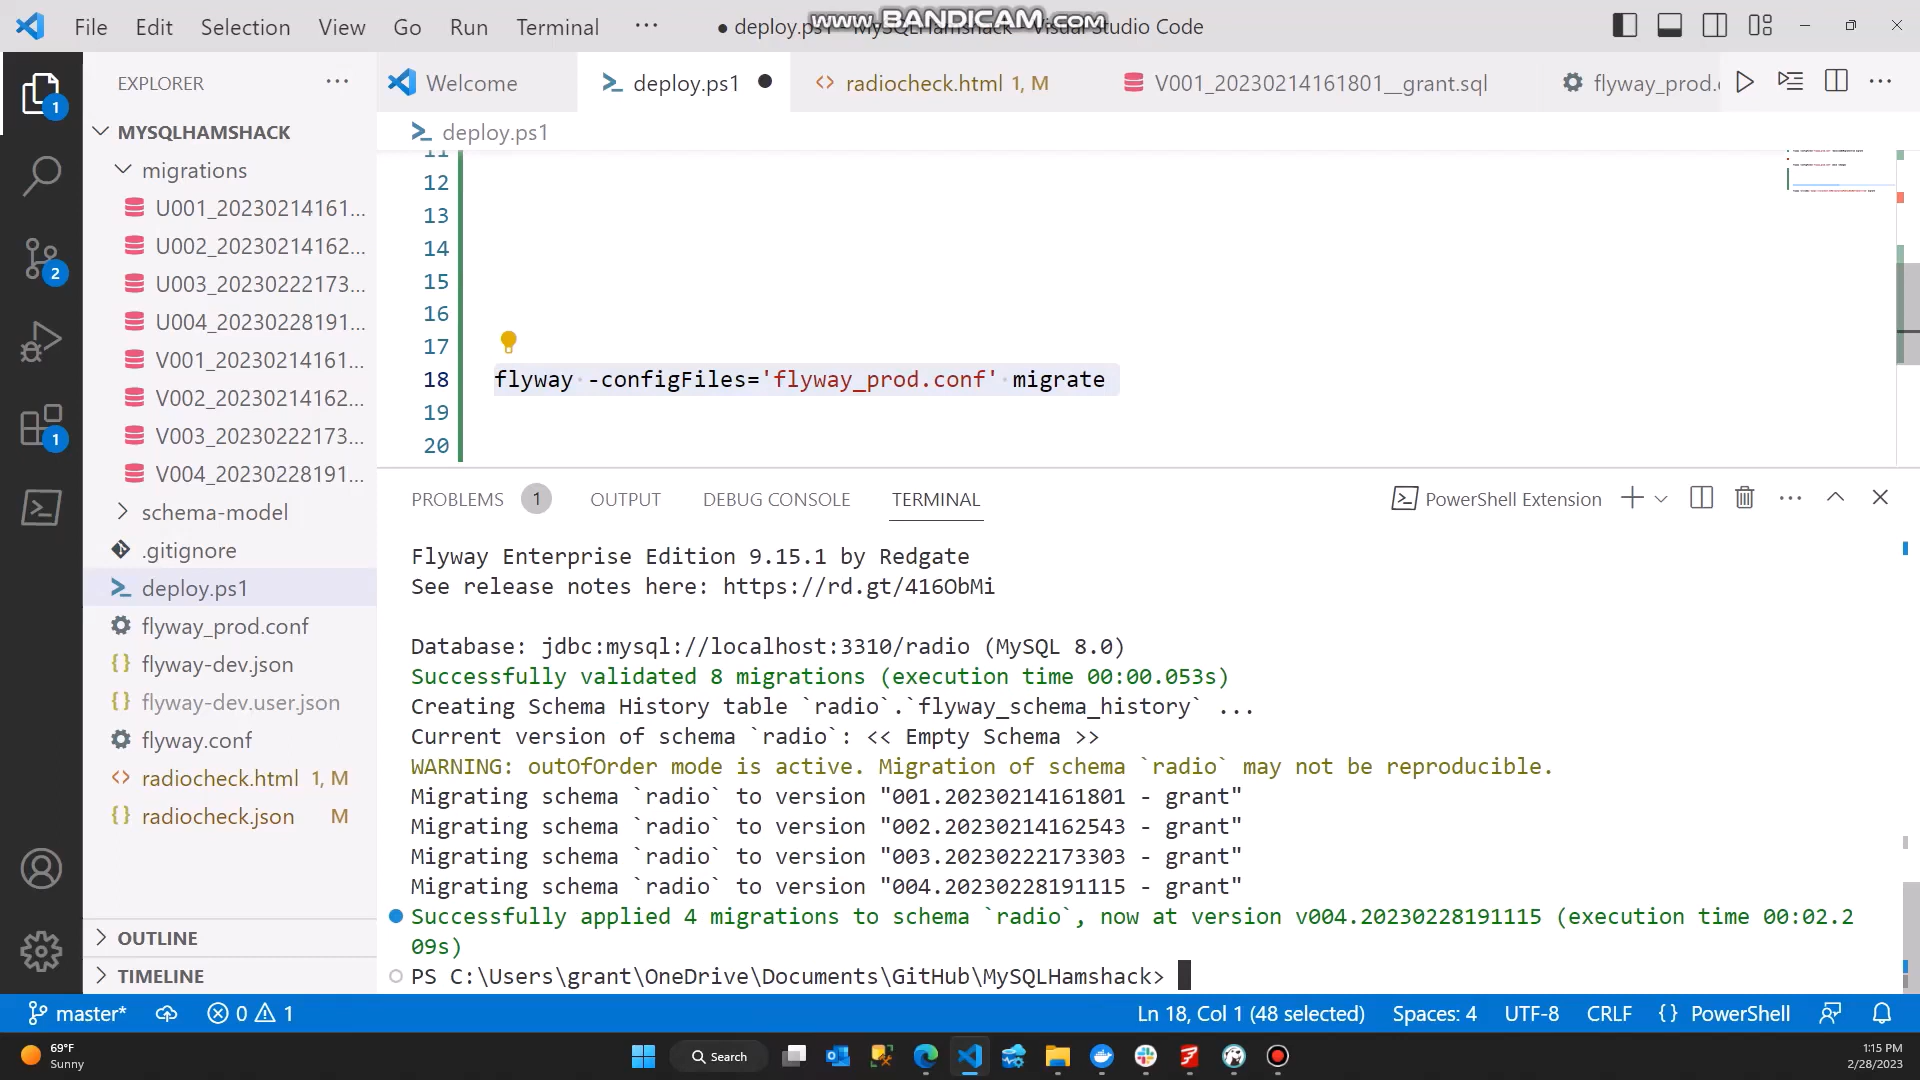 File Edit Selection View Go Run Terminal ··· ● deploy.ps1 - MySQLHamshack - Visual Studio Code
www.BANDICAM.com
EXPLORER ···
Welcome
deploy.ps1 ●
radiocheck.html 1, M
V001_20230214161801__grant.sql
flyway_prod.c
MYSQLHAMSHACK
migrations
U001_20230214161...
U002_20230214162...
U003_20230222173...
U004_20230228191...
V001_20230214161...
V002_20230214162...
V003_20230222173...
V004_20230228191...
schema-model
.gitignore
deploy.ps1
flyway_prod.conf
flyway-dev.json
flyway-dev.user.json
flyway.conf
radiocheck.html 1, M
radiocheck.json M
OUTLINE
TIMELINE
1
2
1
deploy.ps1
11
12
13
14
15
16
17
18 flyway -configFiles='flyway_prod.conf' migrate
19
20
PROBLEMS 1 OUTPUT DEBUG CONSOLE TERMINAL PowerShell Extension
Flyway Enterprise Edition 9.15.1 by Redgate
See release notes here: https://rd.gt/416ObMi
Database: jdbc:mysql://localhost:3310/radio (MySQL 8.0)
Successfully validated 8 migrations (execution time 00:00.053s)
Creating Schema History table `radio`.`flyway_schema_history` ...
Current version of schema `radio`: << Empty Schema >>
WARNING: outOfOrder mode is active. Migration of schema `radio` may not be reproducible.
Migrating schema `radio` to version "001.20230214161801 - grant"
Migrating schema `radio` to version "002.20230214162543 - grant"
Migrating schema `radio` to version "003.20230222173303 - grant"
Migrating schema `radio` to version "004.20230228191115 - grant"
Successfully applied 4 migrations to schema `radio`, now at version v004.20230228191115 (execution time 00:02.2
09s)
PS C:\Users\grant\OneDrive\Documents\GitHub\MySQLHamshack>
master* 0 1 Ln 18, Col 1 (48 selected) Spaces: 4 UTF-8 CRLF {} PowerShell
69°F
Sunny
Search
1:15 PM
2/28/2023